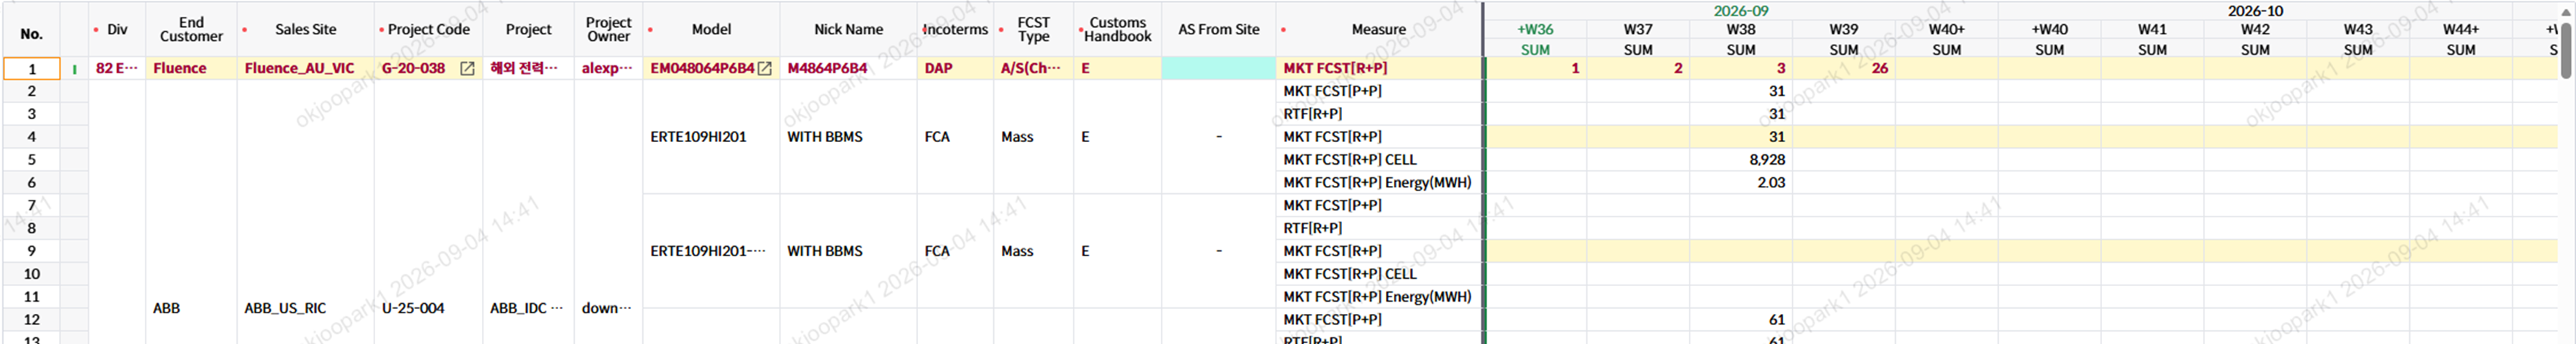 2026-09 2026-10
No. Div End Customer Sales Site Project Code Project Project Owner Model Nick Name Incoterms FCST Type Customs Handbook AS From Site Measure +W36 W37 W38 W39 W40+ +W40 W41 W42 W43 W44+
SUM SUM SUM SUM SUM SUM SUM SUM SUM SUM
1 I 82 E··· Fluence Fluence_AU_VIC G-20-038 해외 전력··· alexp··· EM048064P6B4 M4864P6B4 DAP A/S(Ch··· E MKT FCST[R+P] 1 2 3 26
2 MKT FCST[P+P] 31
3 RTF[R+P] 31
4 ERTE109HI201 WITH BBMS FCA Mass E - MKT FCST[R+P] 31
5 MKT FCST[R+P] CELL 8,928
6 MKT FCST[R+P] Energy(MWH) 2.03
7 MKT FCST[P+P]
8 RTF[R+P]
9 ERTE109HI201-··· WITH BBMS FCA Mass E - MKT FCST[R+P]
10 MKT FCST[R+P] CELL
11 MKT FCST[R+P] Energy(MWH)
ABB ABB_US_RIC U-25-004 ABB_IDC ··· down···
12 MKT FCST[P+P] 61
13 RTF[R+P] 61
okjoopark1 2026-09-04 14:41